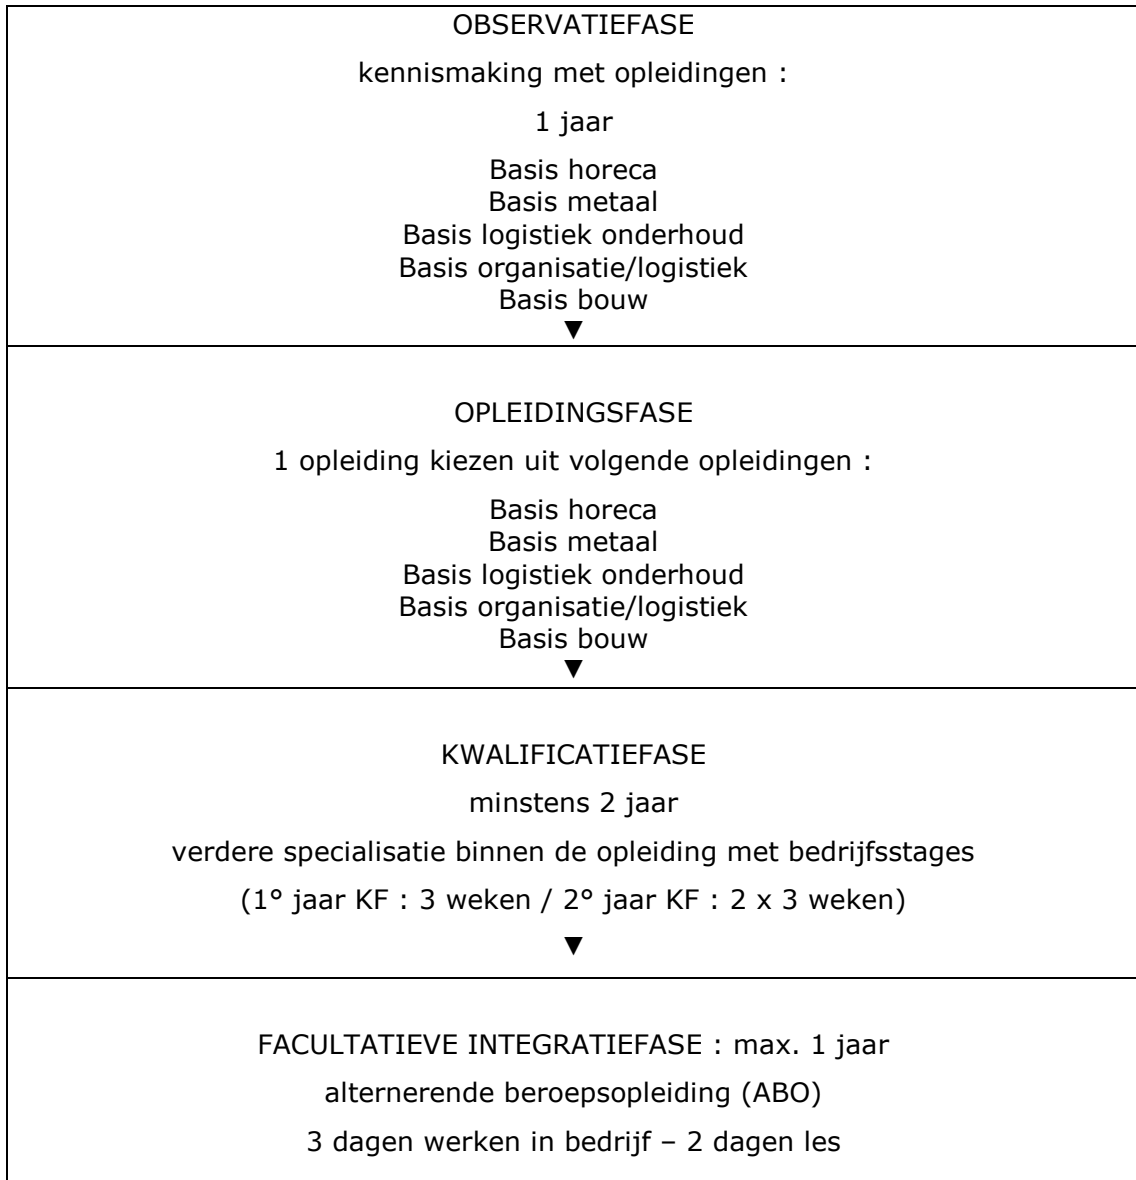 OBSERVATIEFASE
kennismaking met opleidingen :
1 jaar
Basis horeca
Basis metaal
Basis logistiek onderhoud
Basis organisatie/logistiek
Basis bouw
▼
OPLEIDINGSFASE
1 opleiding kiezen uit volgende opleidingen :
Basis horeca
Basis metaal
Basis logistiek onderhoud
Basis organisatie/logistiek
Basis bouw
▼
KWALIFICATIEFASE
minstens 2 jaar
verdere specialisatie binnen de opleiding met bedrijfsstages
(1° jaar KF : 3 weken / 2° jaar KF : 2 x 3 weken)
▼
FACULTATIEVE INTEGRATIEFASE : max. 1 jaar
alternerende beroepsopleiding (ABO)
3 dagen werken in bedrijf – 2 dagen les